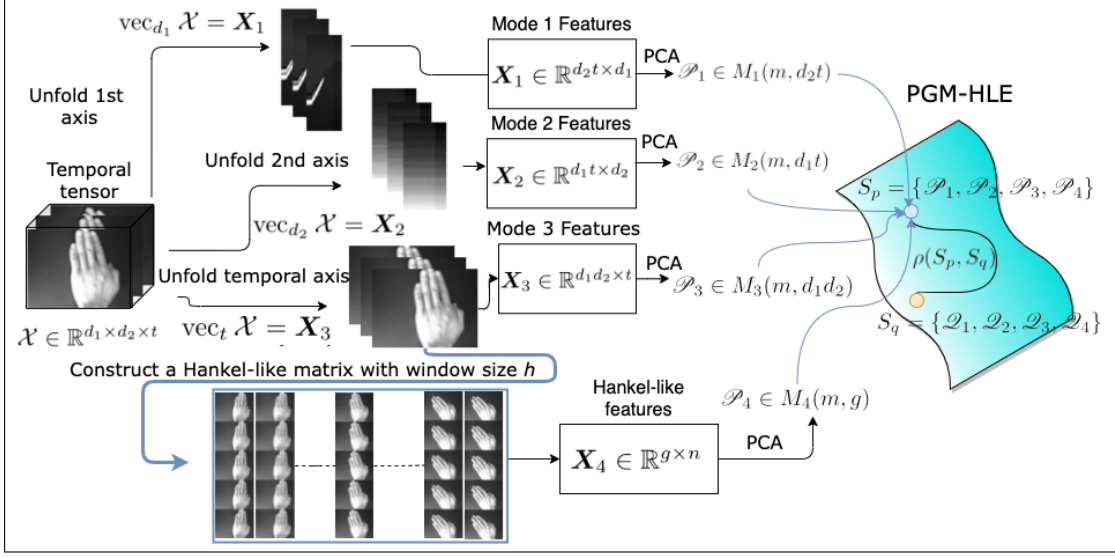 vec_{d_1} 𝒳 = X_1
Mode 1 Features
X_1 ∈ ℝ^{d_2 t×d_1}
PCA
𝒫_1 ∈ M_1(m, d_2 t)
PGM-HLE
Unfold 1st
axis
Mode 2 Features
X_2 ∈ ℝ^{d_1 t×d_2}
PCA
𝒫_2 ∈ M_2(m, d_1 t)
Unfold 2nd axis
Temporal
tensor
vec_{d_2} 𝒳 = X_2
S_p = {𝒫_1, 𝒫_2, 𝒫_3, 𝒫_4}
Mode 3 Features
X_3 ∈ ℝ^{d_1 d_2×t}
PCA
𝒫_3 ∈ M_3(m, d_1 d_2)
ρ(S_p, S_q)
Unfold temporal axis
vec_t 𝒳 = X_3
𝒳 ∈ ℝ^{d_1×d_2×t}
S_q = {𝒬_1, 𝒬_2, 𝒬_3, 𝒬_4}
Construct a Hankel-like matrix with window size h
Hankel-like
features
X_4 ∈ ℝ^{g×n}
PCA
𝒫_4 ∈ M_4(m, g)